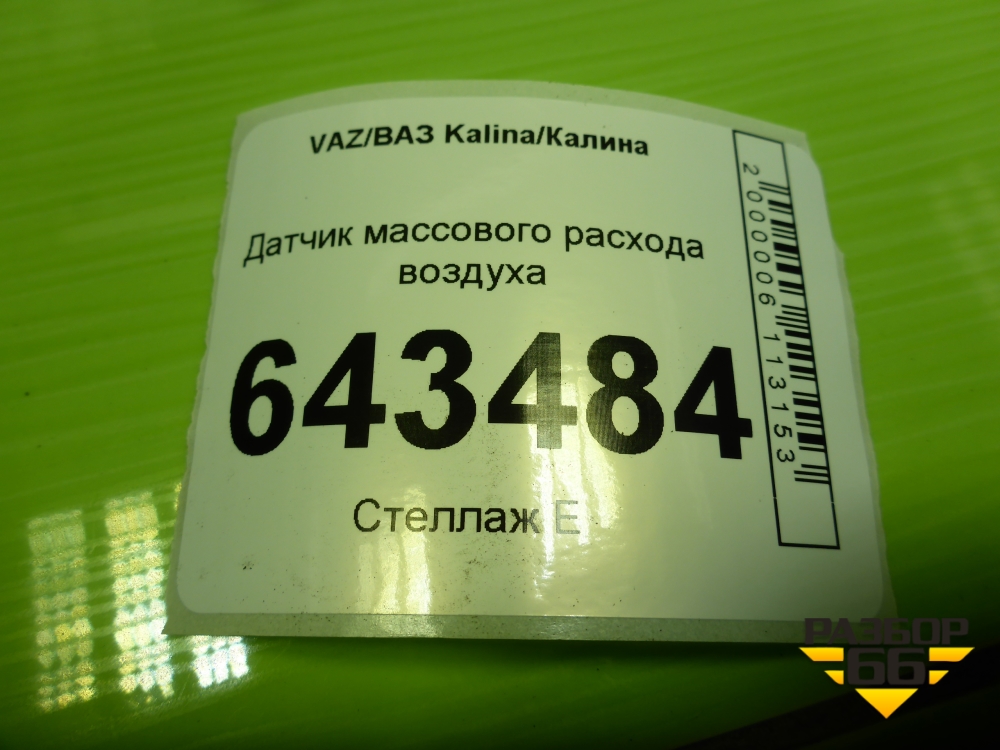 VAZ/ВАЗ Kalina/Калина
Датчик массового расхода
воздуха
643484
Стеллаж E
2000006113153
РАЗБОР
66